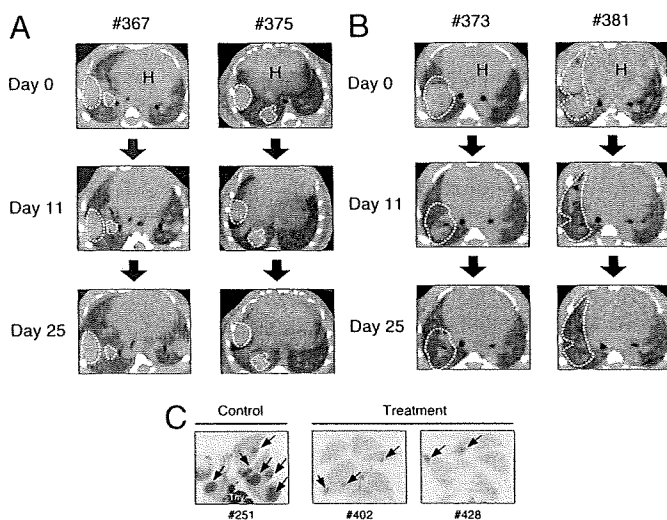 A
#367
#375
Day 0
H
H
Day 11
Day 25
B
#373
#381
Day 0
H
H
Day 11
Day 25
C
Control
Treatment
#251
#402
#428